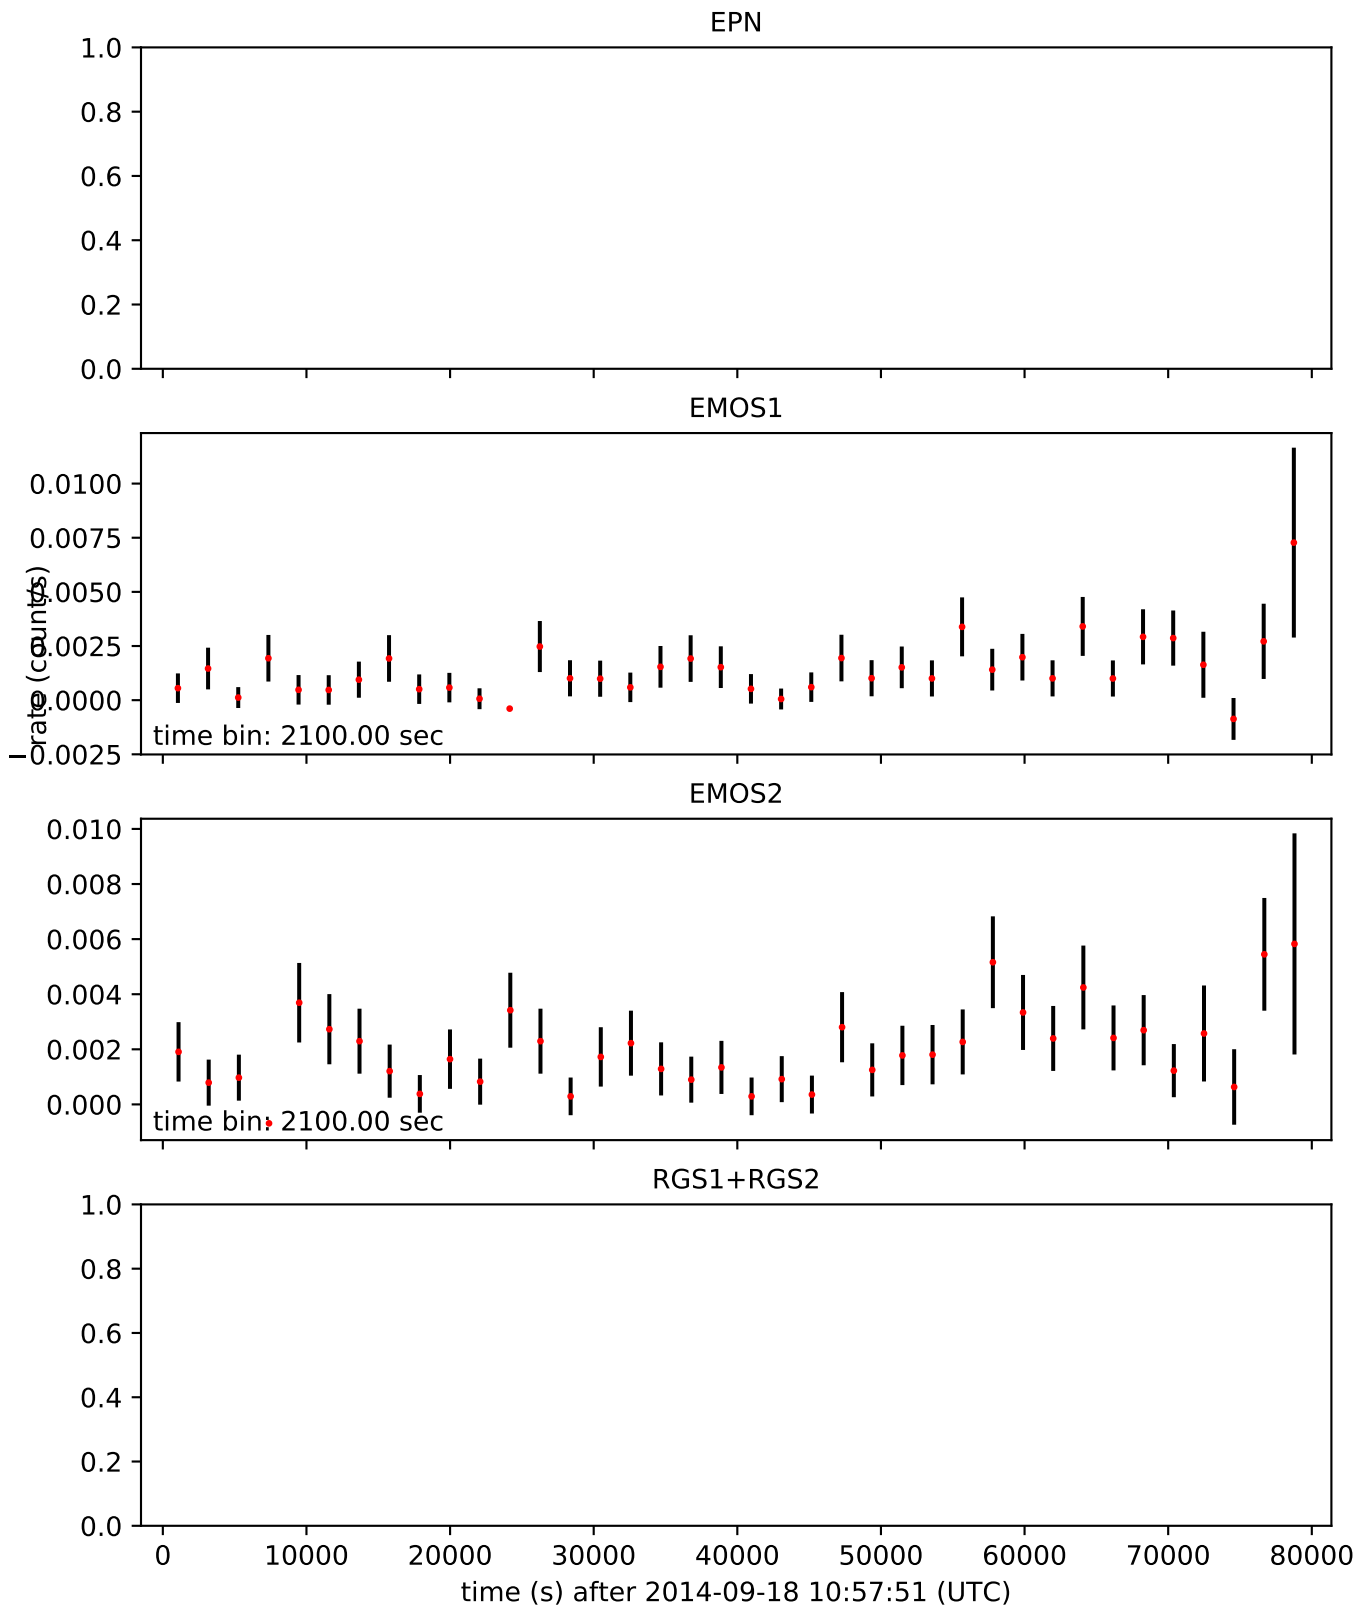 EPN
1.0
0.8
0.6
0.4
0.2
0.0
EMOS1
0.0100
0.0075
0.0050
0.0025
0.0000
−0.0025
rate (count/s)
time bin: 2100.00 sec
EMOS2
0.010
0.008
0.006
0.004
0.002
0.000
time bin: 2100.00 sec
RGS1+RGS2
1.0
0.8
0.6
0.4
0.2
0.0
0 10000 20000 30000 40000 50000 60000 70000 80000
time (s) after 2014-09-18 10:57:51 (UTC)